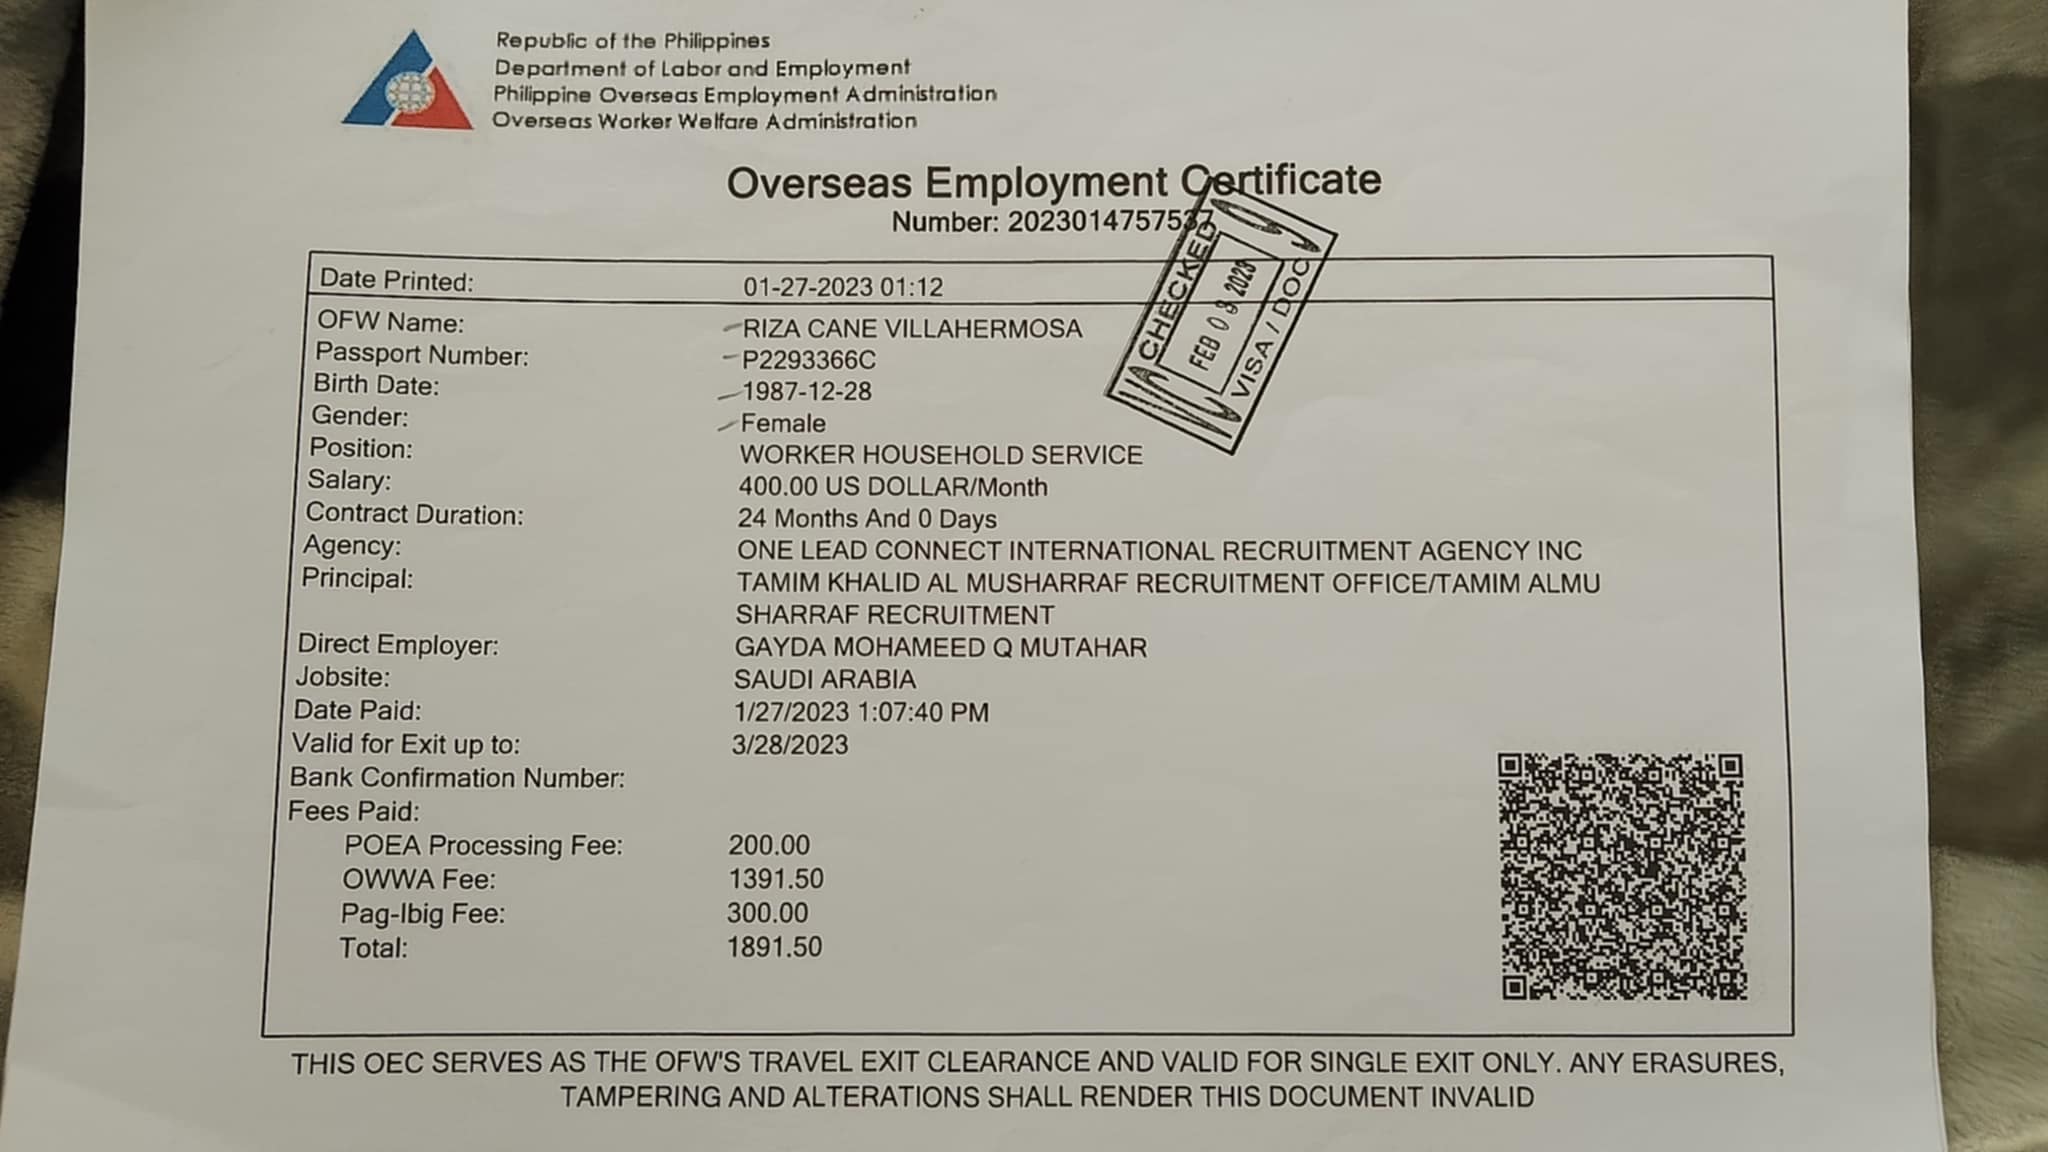 Republic of the Philippines
Department of Labor and Employment
Philippine Overseas Employment Administration
Overseas Worker Welfare Administration
Overseas Employment Certificate
Number: 2023014757537
CHECKED
FEB 03 2023
VISA / DOC
Date Printed: 01-27-2023 01:12
OFW Name: RIZA CANE VILLAHERMOSA
Passport Number: P2293366C
Birth Date: 1987-12-28
Gender: Female
Position: WORKER HOUSEHOLD SERVICE
Salary: 400.00 US DOLLAR/Month
Contract Duration: 24 Months And 0 Days
Agency: ONE LEAD CONNECT INTERNATIONAL RECRUITMENT AGENCY INC
Principal: TAMIM KHALID AL MUSHARRAF RECRUITMENT OFFICE/TAMIM ALMU
SHARRAF RECRUITMENT
Direct Employer: GAYDA MOHAMEED Q MUTAHAR
Jobsite: SAUDI ARABIA
Date Paid: 1/27/2023 1:07:40 PM
Valid for Exit up to: 3/28/2023
Bank Confirmation Number:
Fees Paid:
POEA Processing Fee: 200.00
OWWA Fee: 1391.50
Pag-Ibig Fee: 300.00
Total: 1891.50
THIS OEC SERVES AS THE OFW'S TRAVEL EXIT CLEARANCE AND VALID FOR SINGLE EXIT ONLY. ANY ERASURES,
TAMPERING AND ALTERATIONS SHALL RENDER THIS DOCUMENT INVALID